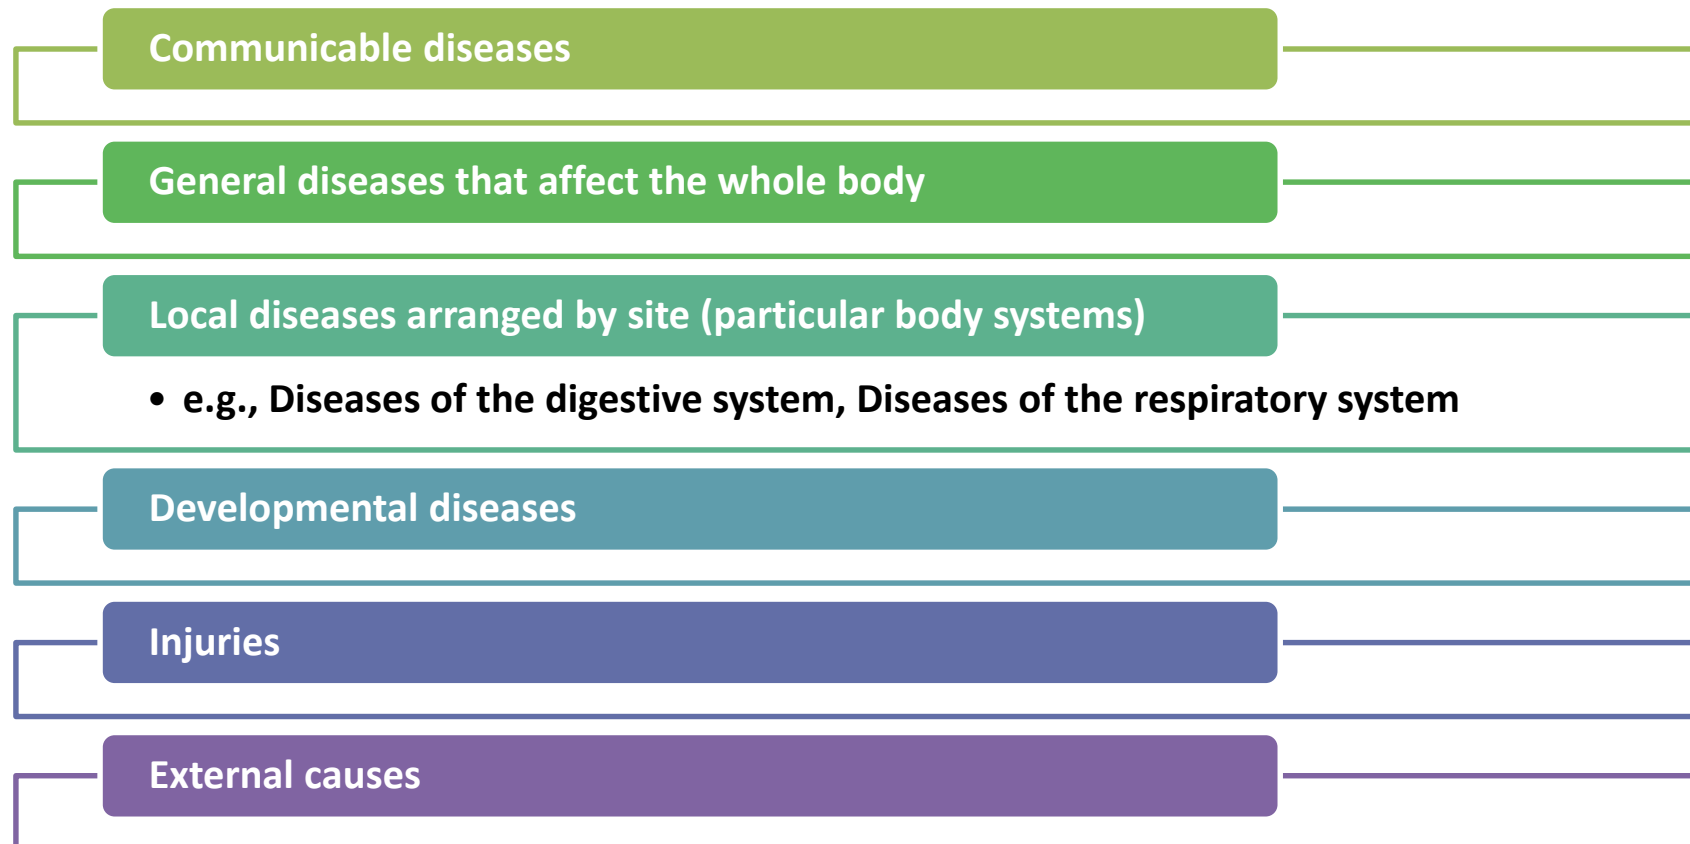 Communicable diseases
General diseases that affect the whole body
Local diseases arranged by site (particular body systems)
• e.g., Diseases of the digestive system, Diseases of the respiratory system
Developmental diseases
Injuries
External causes